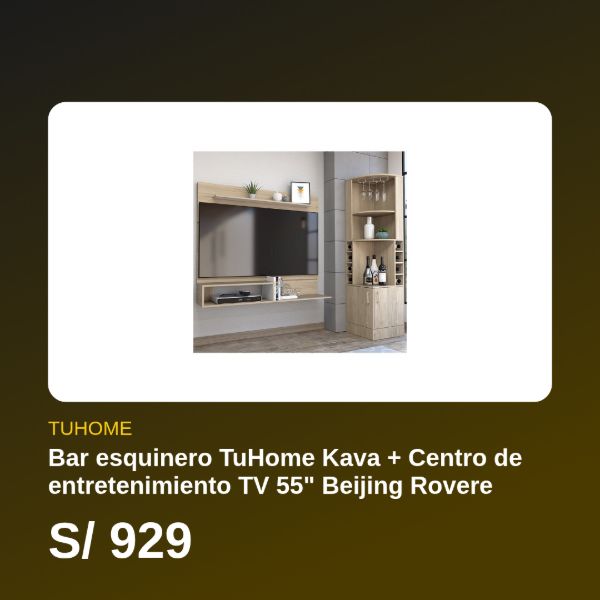 TUHOME
Bar esquinero TuHome Kava + Centro de
entretenimiento TV 55" Beijing Rovere
S/ 929